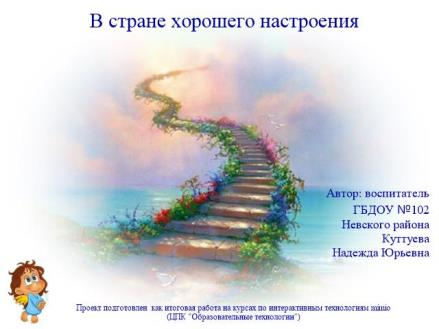 В стране хорошего настроения
Автор: воспитатель
ГБДОУ №102
Невского района
Куттуева
Надежда Юрьевна
Проект подготовлен как итоговая работа на курсах по интерактивным технологиям mimio
(ЦПК "Образовательные технологии")